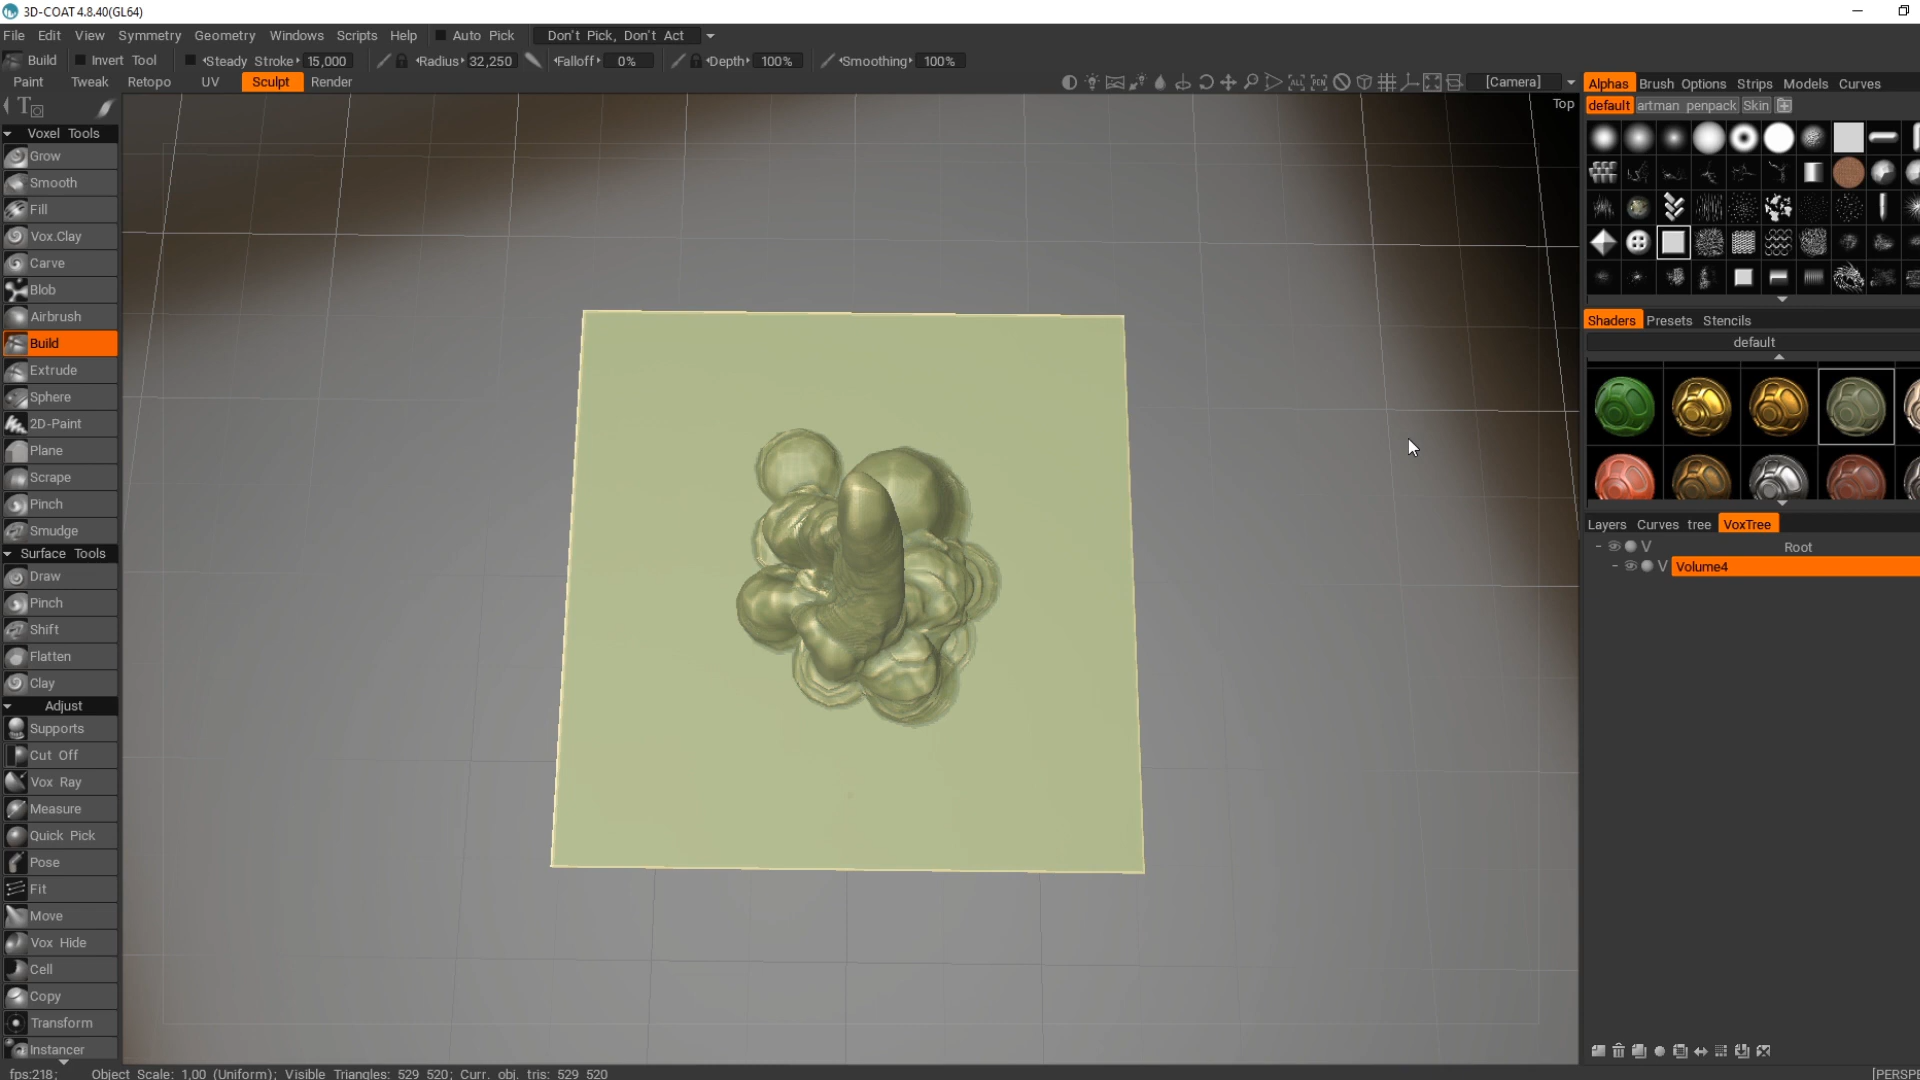 3D-COAT 4.8.40(GL64)
File Edit View Symmetry Geometry Windows Scripts Help Auto Pick Don't Pick, Don't Act
Build Invert Tool Steady Stroke 15,000 Radius 32,250 Falloff 0% Depth 100% Smoothing 100%
Paint Tweak Retopo UV Sculpt Render [Camera]
Top
Voxel Tools
Grow
Smooth
Fill
Vox.Clay
Carve
Blob
Airbrush
Build
Extrude
Sphere
2D-Paint
Plane
Scrape
Pinch
Smudge
Surface Tools
Draw
Pinch
Shift
Flatten
Clay
Adjust
Supports
Cut Off
Vox Ray
Measure
Quick Pick
Pose
Fit
Move
Vox Hide
Cell
Copy
Transform
Instancer
Alphas Brush Options Strips Models Curves
default artman penpack Skin
Shaders Presets Stencils
default
Layers Curves tree VoxTree
V Root
V Volume4
fps:218; Object Scale: 1,00 (Uniform); Visible Triangles: 529 520; Curr. obj. tris: 529 520
[PERSPE